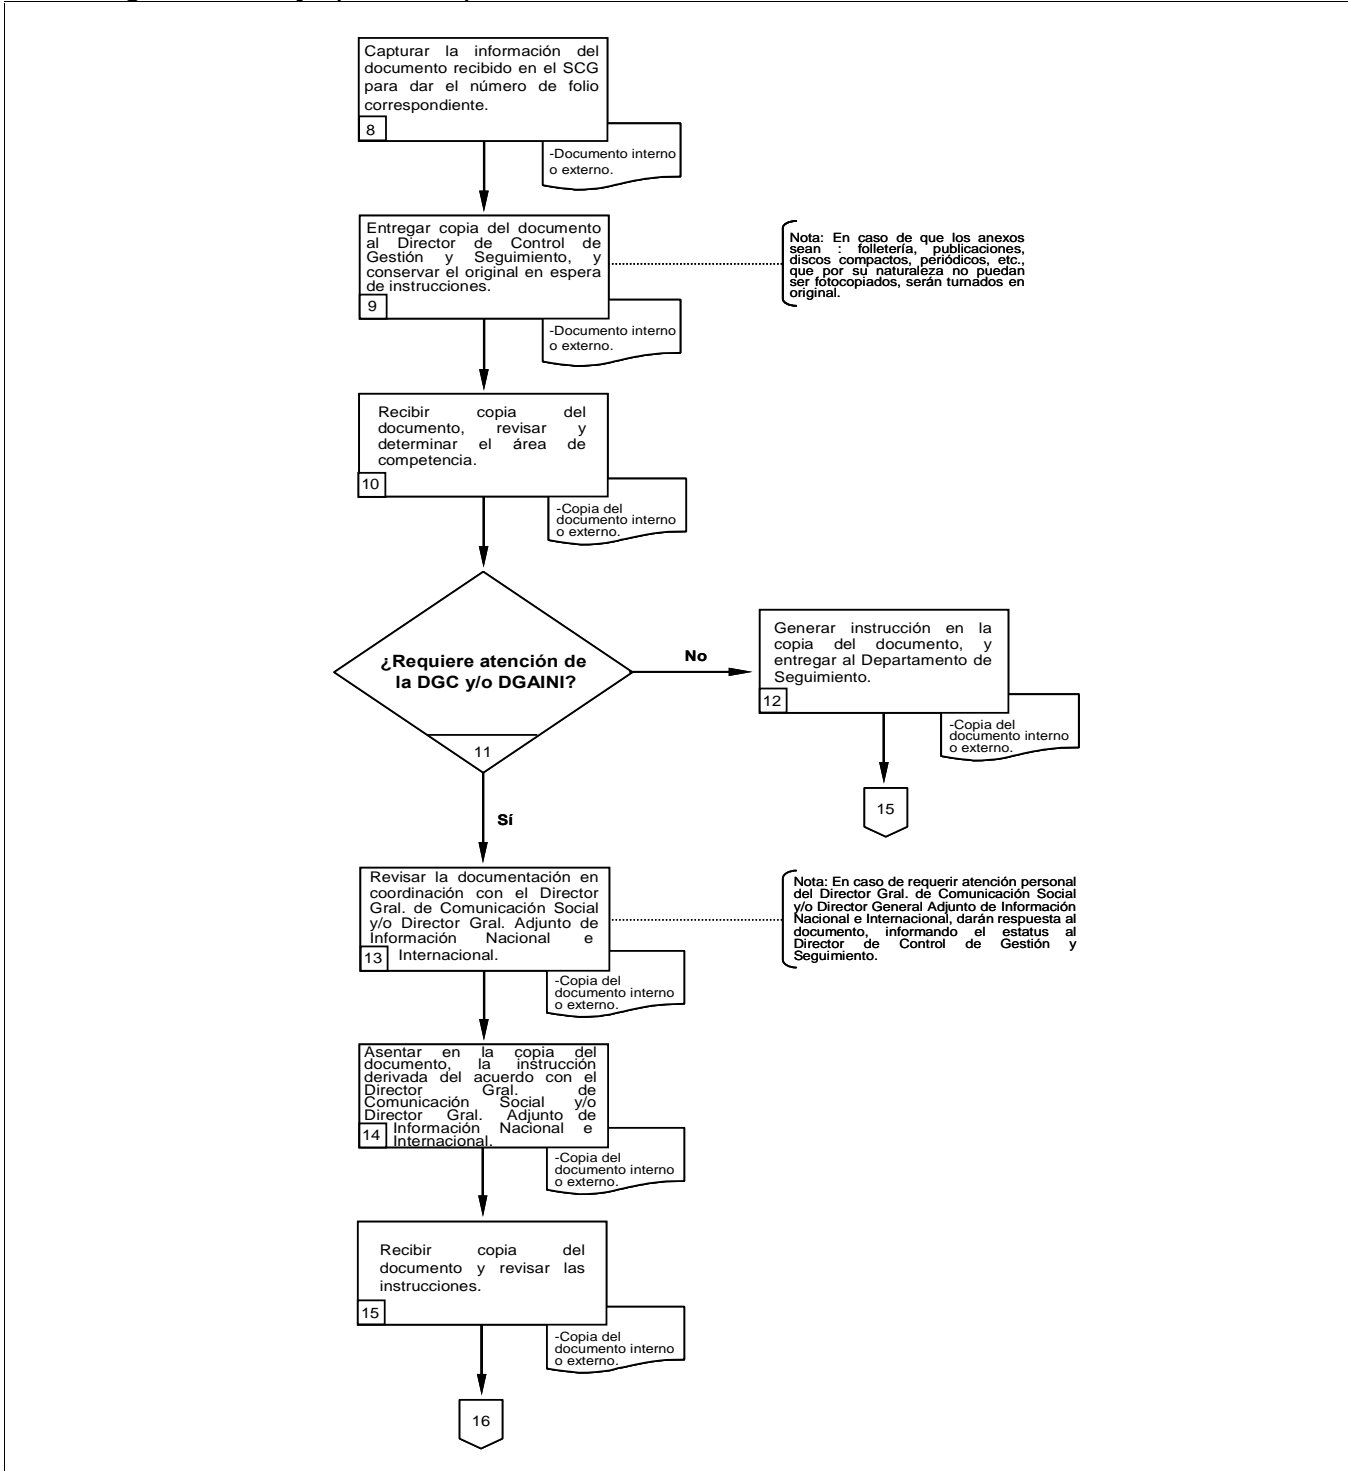 Capturar la información del
documento recibido en el SCG
para dar el número de folio
correspondiente.
8
-Documento interno
o externo.
Entregar copia del documento
al Director de Control de
Gestión y Seguimiento, y
conservar el original en espera
de instrucciones.
9
-Documento interno
o externo.
Nota: En caso de que los anexos
sean : folletería, publicaciones,
discos compactos, periódicos, etc.,
que por su naturaleza no puedan
ser fotocopiados, serán turnados en
original.
Recibir copia del
documento, revisar y
determinar el área de
competencia.
10
-Copia del
documento interno
o externo.
¿Requiere atención de
la DGC y/o DGAINI?
11
No
Generar instrucción en la
copia del documento, y
entregar al Departamento de
Seguimiento.
12
-Copia del
documento interno
o externo.
15
Sí
Revisar la documentación en
coordinación con el Director
Gral. de Comunicación Social
y/o Director Gral. Adjunto de
Información Nacional e
Internacional.
13
-Copia del
documento interno
o externo.
Nota: En caso de requerir atención personal
del Director Gral. de Comunicación Social
y/o Director General Adjunto de Información
Nacional e Internacional, darán respuesta al
documento, informando el estatus al
Director de Control de Gestión y
Seguimiento.
Asentar en la copia del
documento, la instrucción
derivada del acuerdo con el
Director Gral. de
Comunicación Social y/o
Director Gral. Adjunto de
Información Nacional e
Internacional.
14
-Copia del
documento interno
o externo.
Recibir copia del
documento y revisar las
instrucciones.
15
-Copia del
documento interno
o externo.
16